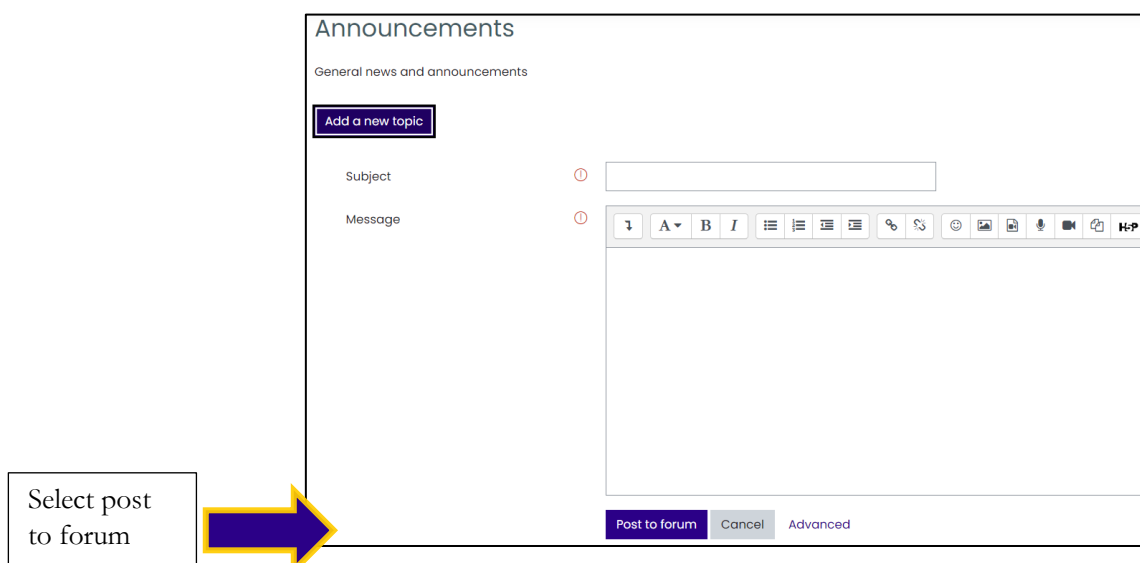 Announcements
General news and announcements
Add a new topic
Subject
Message
A B I H-P
Post to forum Cancel Advanced
Select post
to forum